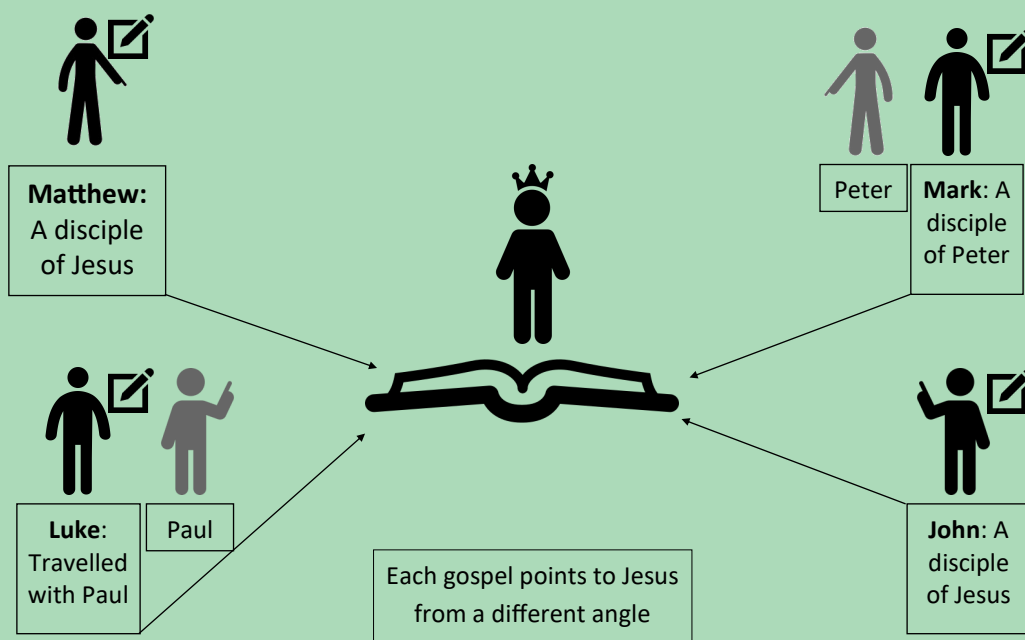 Matthew:
A disciple
of Jesus
Peter
Mark: A
disciple
of Peter
Luke:
Travelled
with Paul
Paul
John: A
disciple
of Jesus
Each gospel points to Jesus
from a different angle